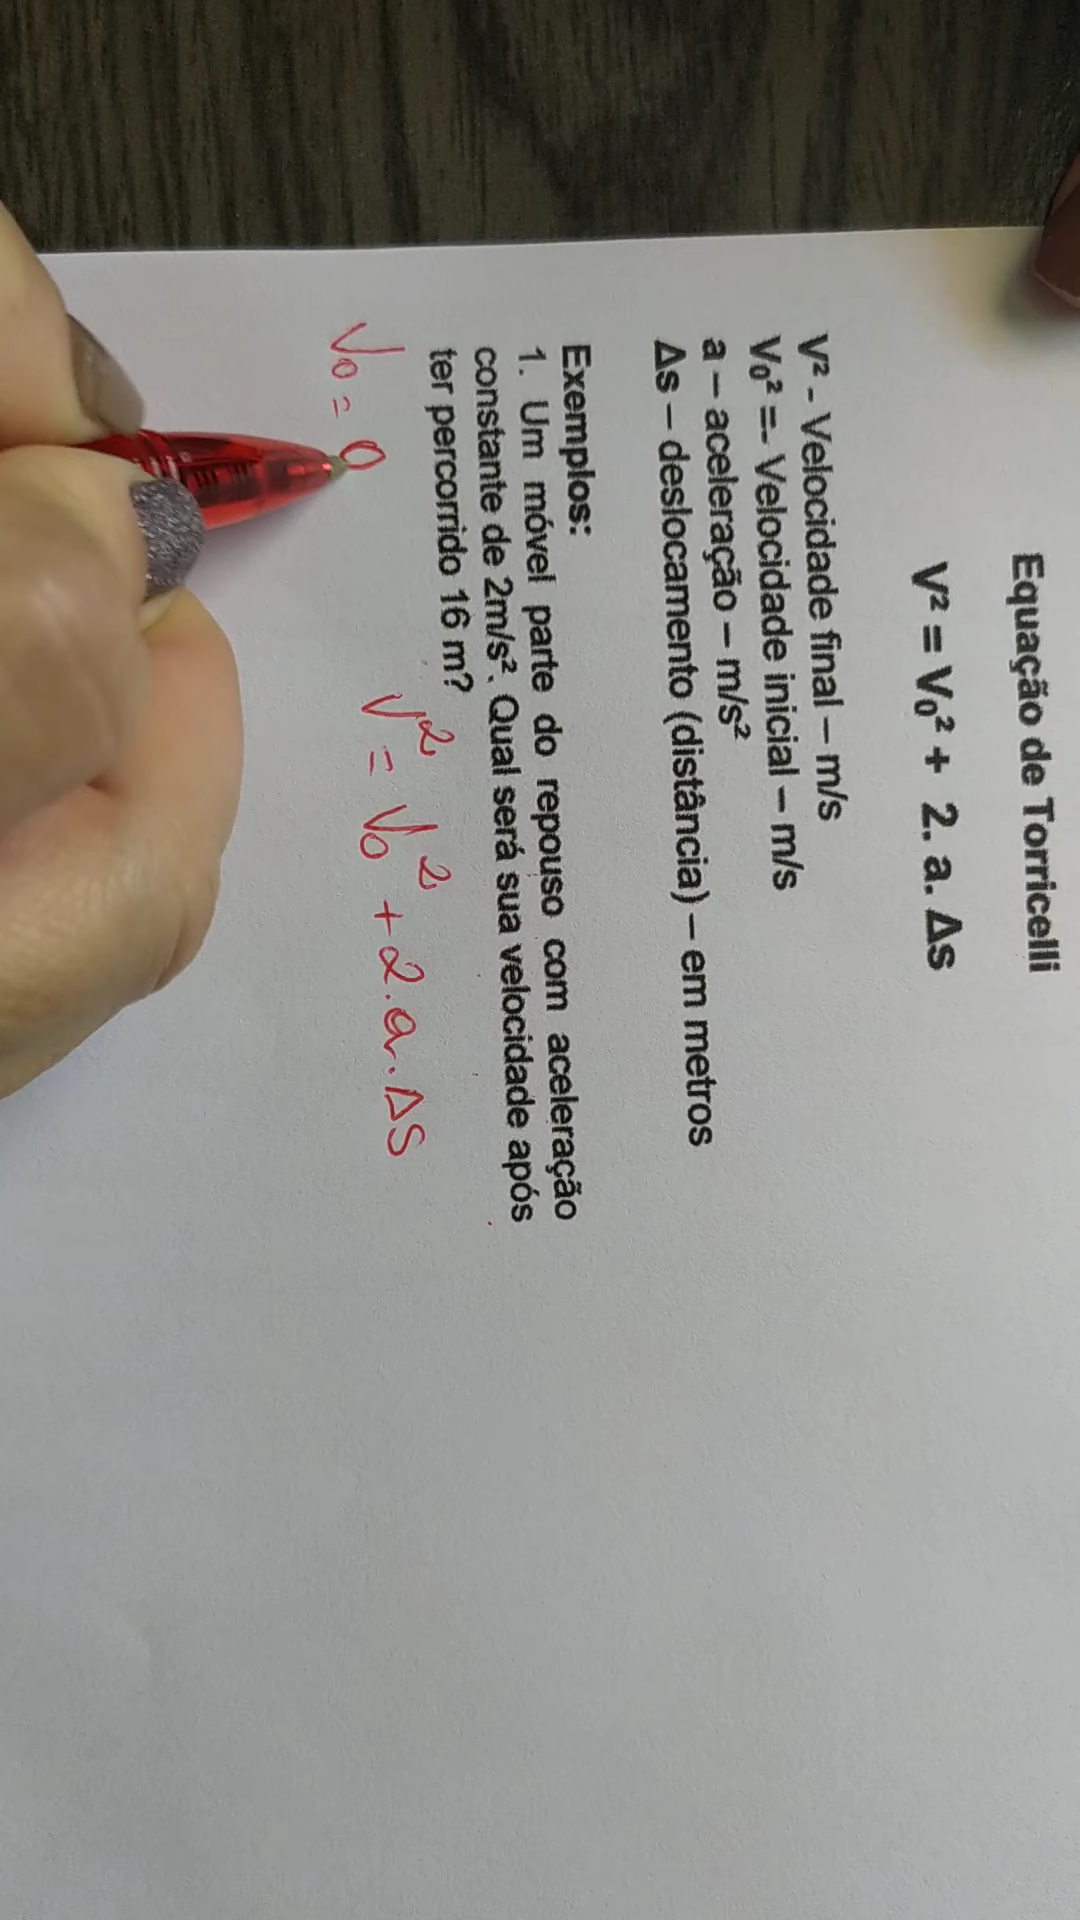 Equação de Torricelli
V² = V₀² + 2. a. Δs
V² - Velocidade final – m/s
V₀² =- Velocidade inicial – m/s
a – aceleração – m/s²
Δs – deslocamento (distância) – em metros
Exemplos:
1. Um móvel parte do repouso com aceleração
constante de 2m/s². Qual será sua velocidade após
ter percorrido 16 m?
V² = V₀² + 2.a.ΔS
V₀ = 0